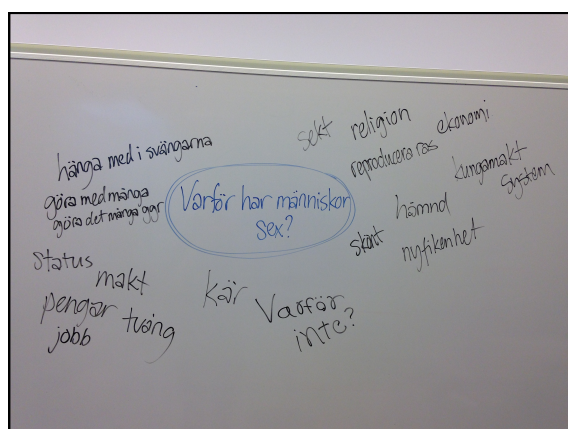 hänga med i svängarna
göra med många
göra det många ggr
status
makt
pengar
tvång
jobb
Varför har människor
sex?
kär
Varför
inte?
sekt
religion
ekonomi
reproducera ras
kungamakt
system
hämnd
skönt
nyfikenhet